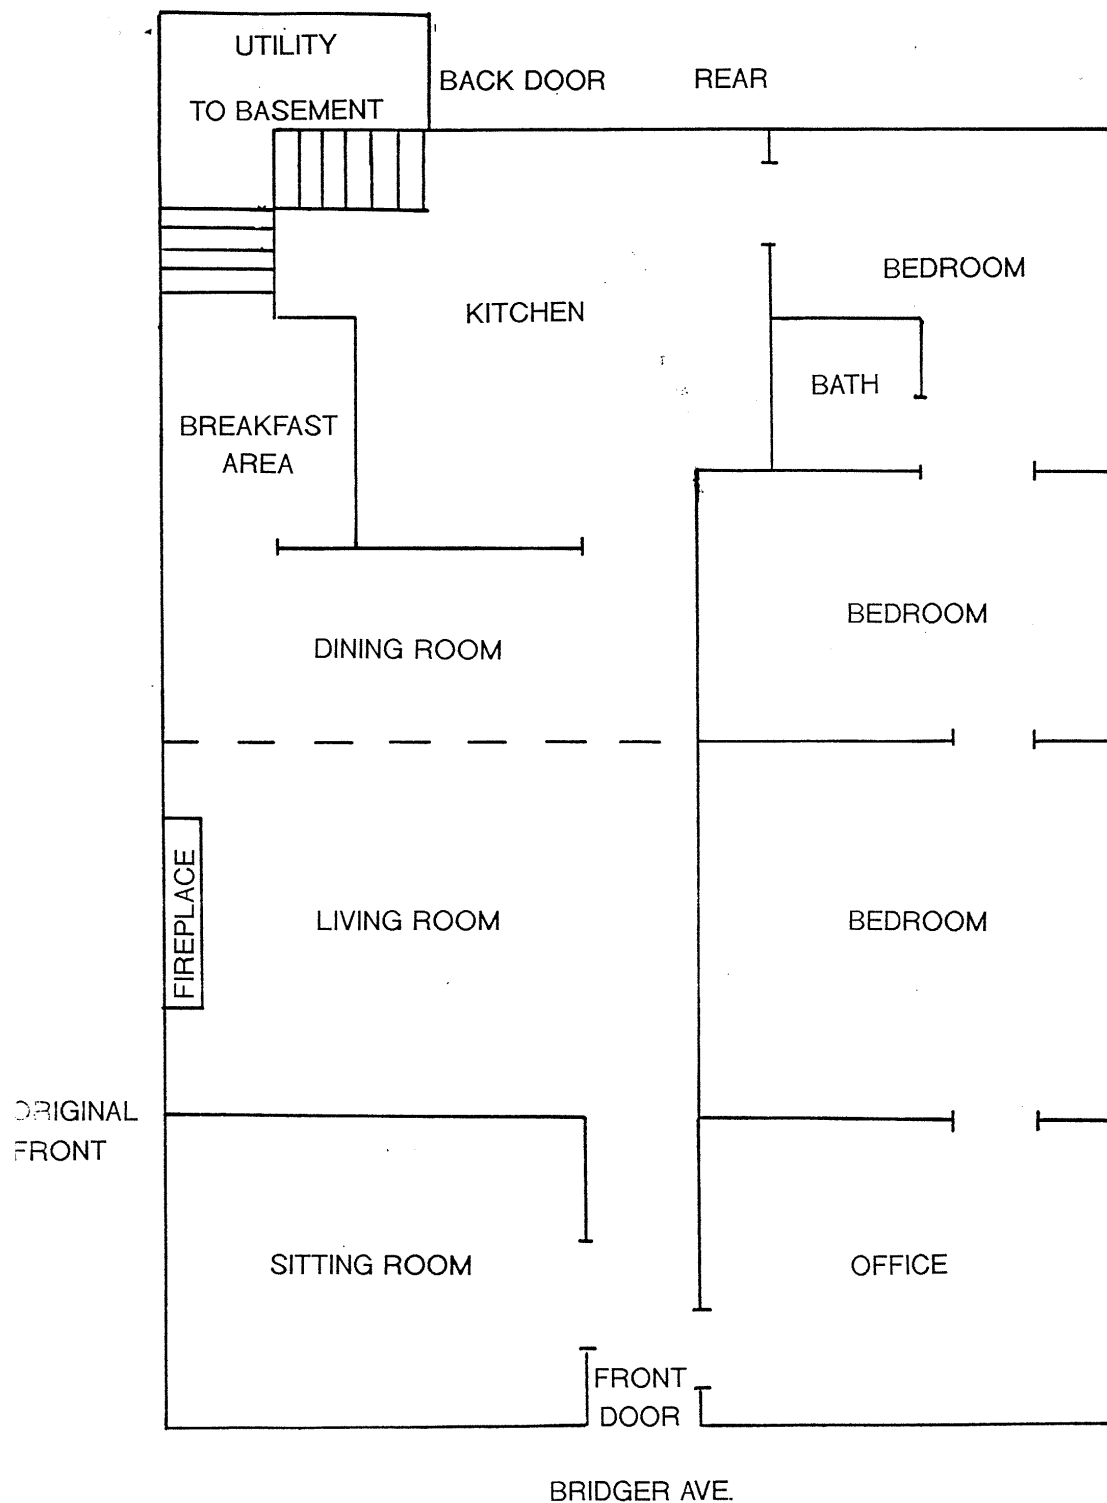 UTILITY
BACK DOOR
REAR
TO BASEMENT
BEDROOM
KITCHEN
BATH
BREAKFAST
AREA
BEDROOM
DINING ROOM
FIREPLACE
LIVING ROOM
BEDROOM
ORIGINAL
FRONT
SITTING ROOM
OFFICE
FRONT
DOOR
BRIDGER AVE.